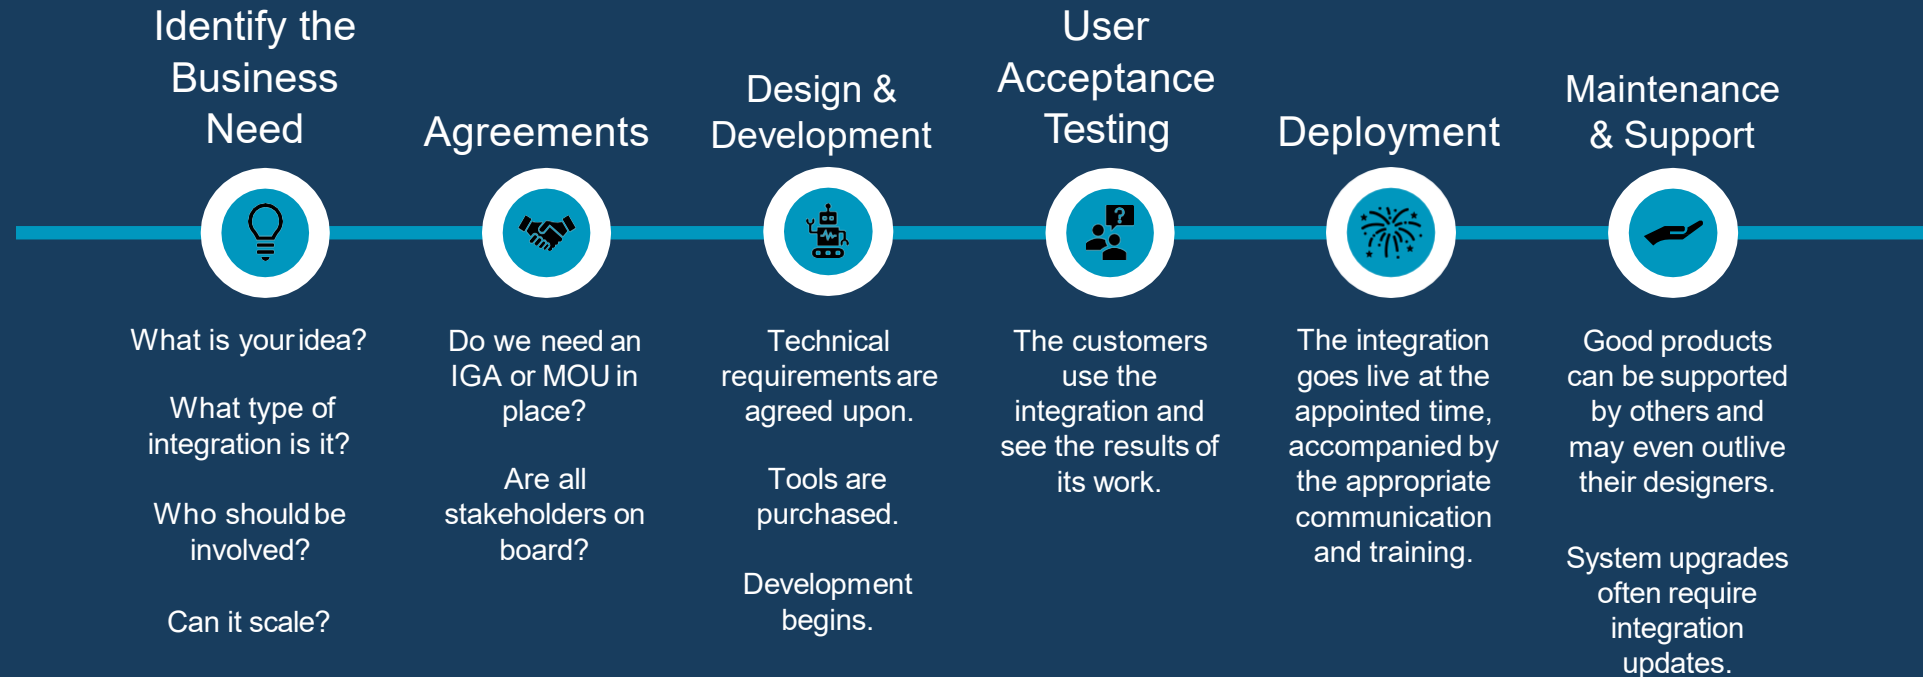 Identify the
Business
Need
What is your idea?
What type of
integration is it?
Who should be
involved?
Can it scale?
Agreements
Do we need an
IGA or MOU in
place?
Are all
stakeholders on
board?
Design &
Development
Technical
requirements are
agreed upon.
Tools are
purchased.
Development
begins.
User
Acceptance
Testing
?
The customers
use the
integration and
see the results of
its work.
Deployment
The integration
goes live at the
appointed time,
accompanied by
the appropriate
communication
and training.
Maintenance
& Support
Good products
can be supported
by others and
may even outlive
their designers.
System upgrades
often require
integration
updates.